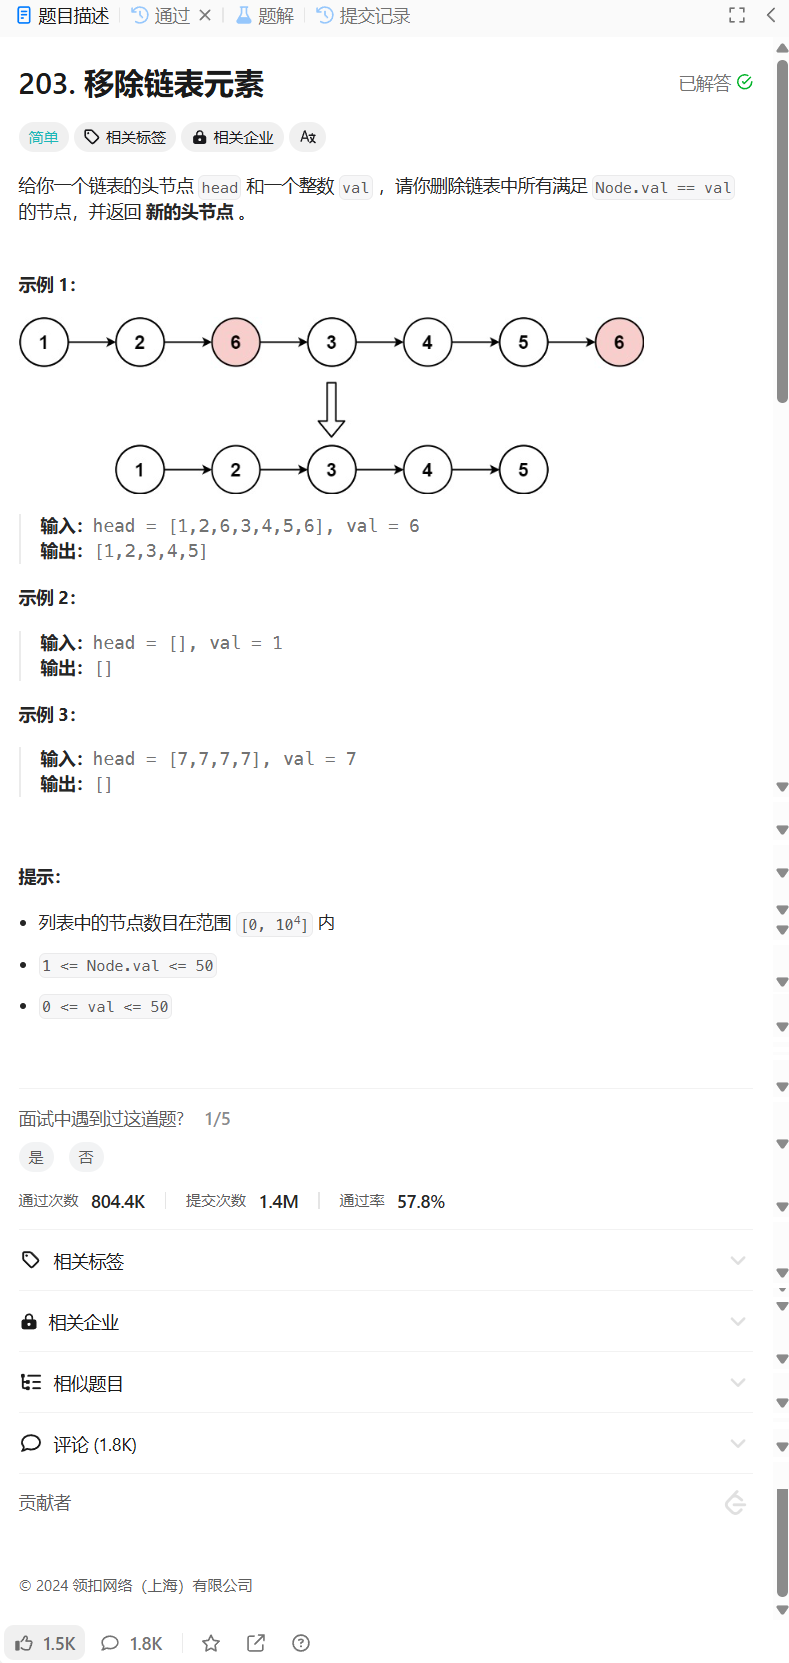 题目描述 通过 题解 提交记录
203. 移除链表元素 已解答
简单 相关标签 相关企业 Aあ
给你一个链表的头节点 head 和一个整数 val ，请你删除链表中所有满足 Node.val == val
的节点，并返回 新的头节点 。
示例 1：
1 2 6 3 4 5 6
1 2 3 4 5
输入：head = [1,2,6,3,4,5,6], val = 6
输出：[1,2,3,4,5]
示例 2：
输入：head = [], val = 1
输出：[]
示例 3：
输入：head = [7,7,7,7], val = 7
输出：[]
提示：
列表中的节点数目在范围 [0, 10⁴] 内
1 <= Node.val <= 50
0 <= val <= 50
面试中遇到过这道题? 1/5
是 否
通过次数 804.4K 提交次数 1.4M 通过率 57.8%
相关标签
相关企业
相似题目
评论 (1.8K)
贡献者
© 2024 领扣网络（上海）有限公司
1.5K 1.8K